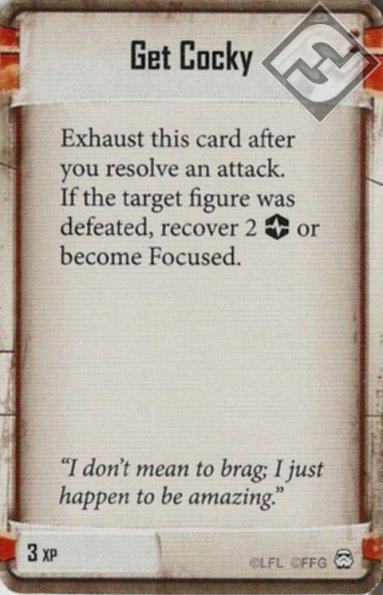 Get Cocky
Exhaust this card after
you resolve an attack.
If the target figure was
defeated, recover 2 or
become Focused.
“I don’t mean to brag; I just
happen to be amazing.”
3 XP
©LFL ©FFG